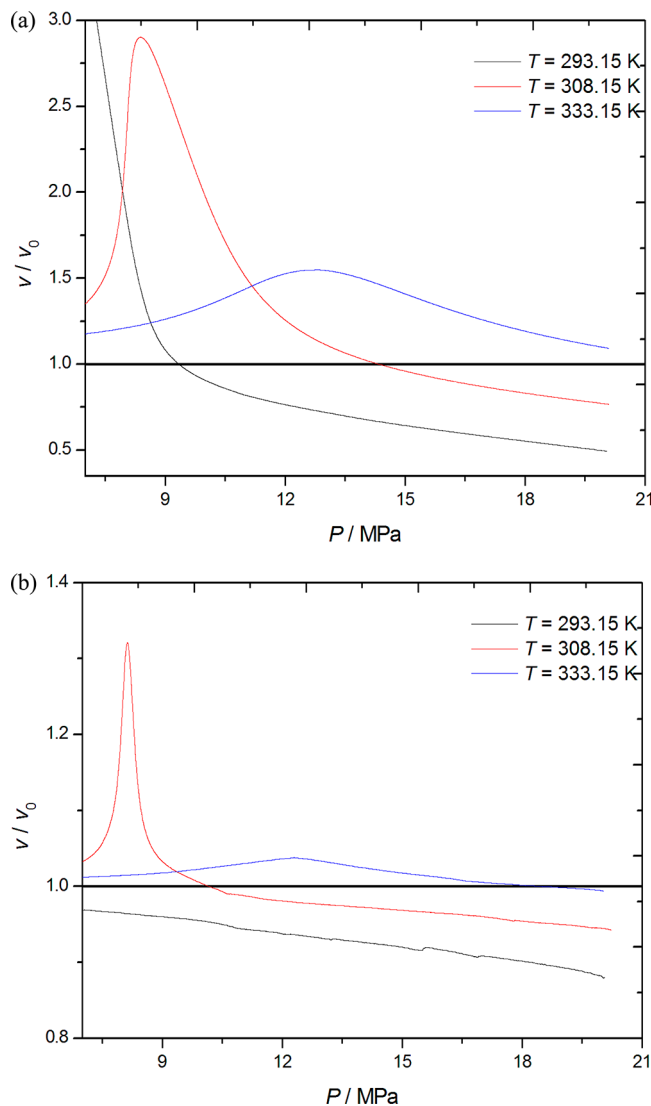 (a)
3.0
2.5
2.0
1.5
1.0
0.5
v / v₀
T = 293.15 K
T = 308.15 K
T = 333.15 K
9 12 15 18 21
P / MPa
(b)
1.4
1.2
1.0
0.8
v / v₀
T = 293.15 K
T = 308.15 K
T = 333.15 K
9 12 15 18 21
P / MPa